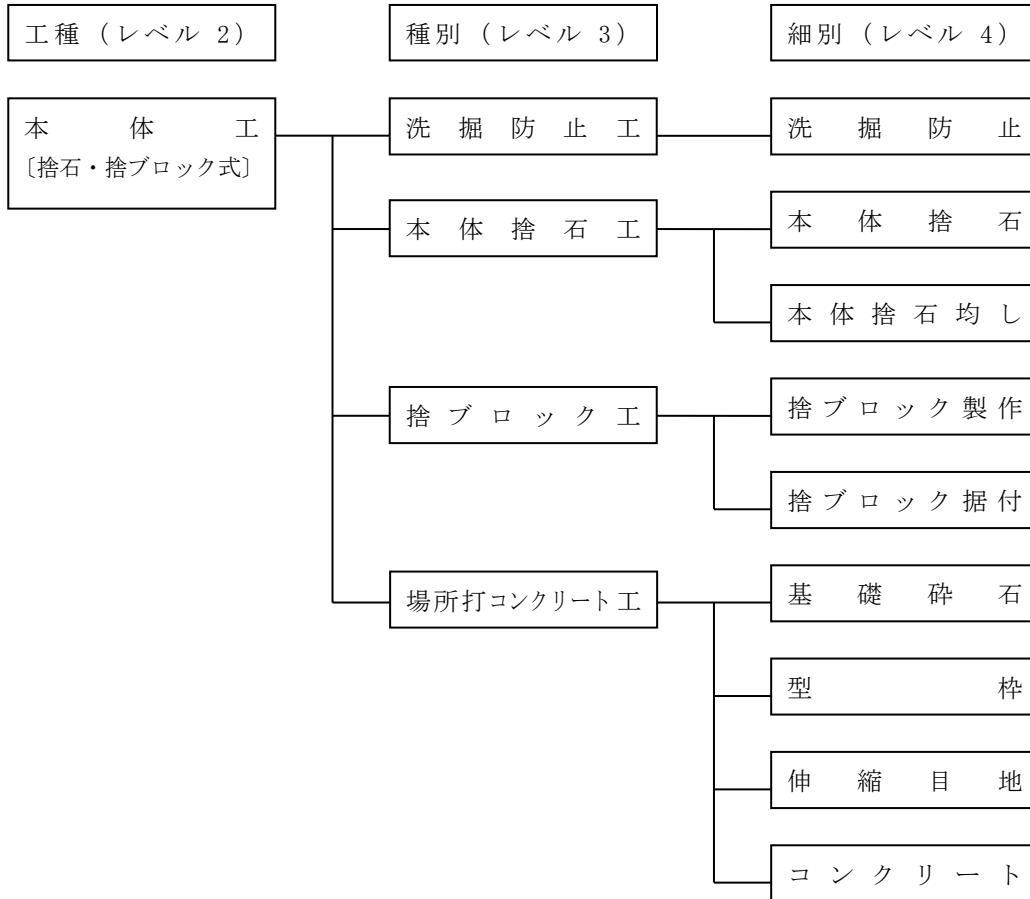 工種（レベル 2） 種別（レベル 3） 細別（レベル 4）
本体工 洗掘防止工 洗掘防止
〔捨石・捨ブロック式〕
本体捨石工 本体捨石
本体捨石均し
捨ブロック工 捨ブロック製作
捨ブロック据付
場所打コンクリート工 基礎砕石
型枠
伸縮目地
コンクリート